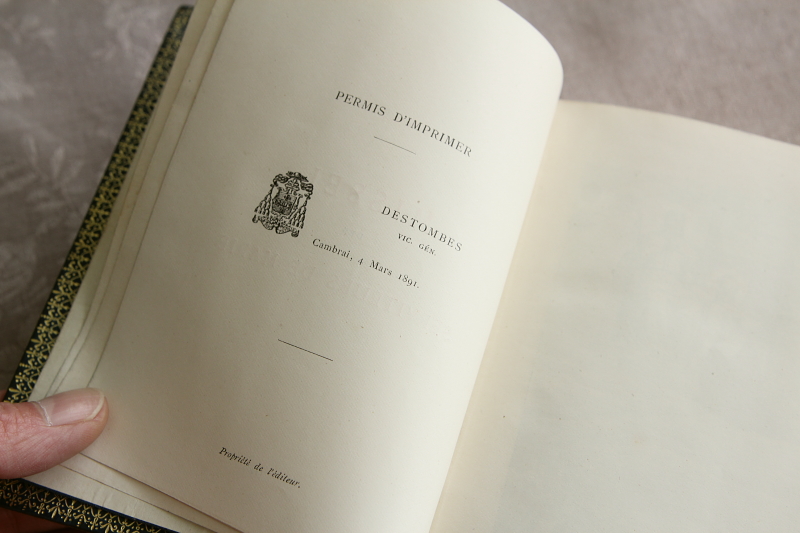 PERMIS D'IMPRIMER
DESTOMBES
VIC. GÉN.
Cambrai, 4 Mars 1891.
Propriété de l'éditeur.